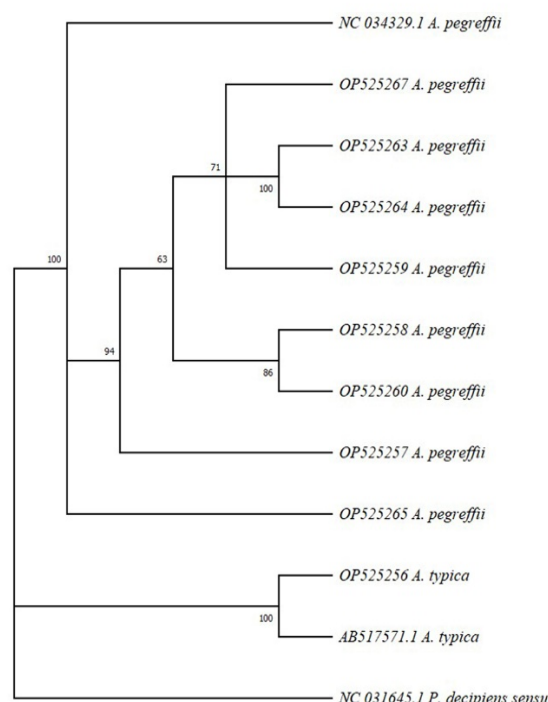 NC 034329.1 A. pegreffii
OP525267 A. pegreffii
OP525263 A. pegreffii
71
100
OP525264 A. pegreffii
100
63
OP525259 A. pegreffii
OP525258 A. pegreffii
94
86
OP525260 A. pegreffii
OP525257 A. pegreffii
OP525265 A. pegreffii
OP525256 A. typica
100
AB517571.1 A. typica
NC 031645.1 P. decipiens sensu